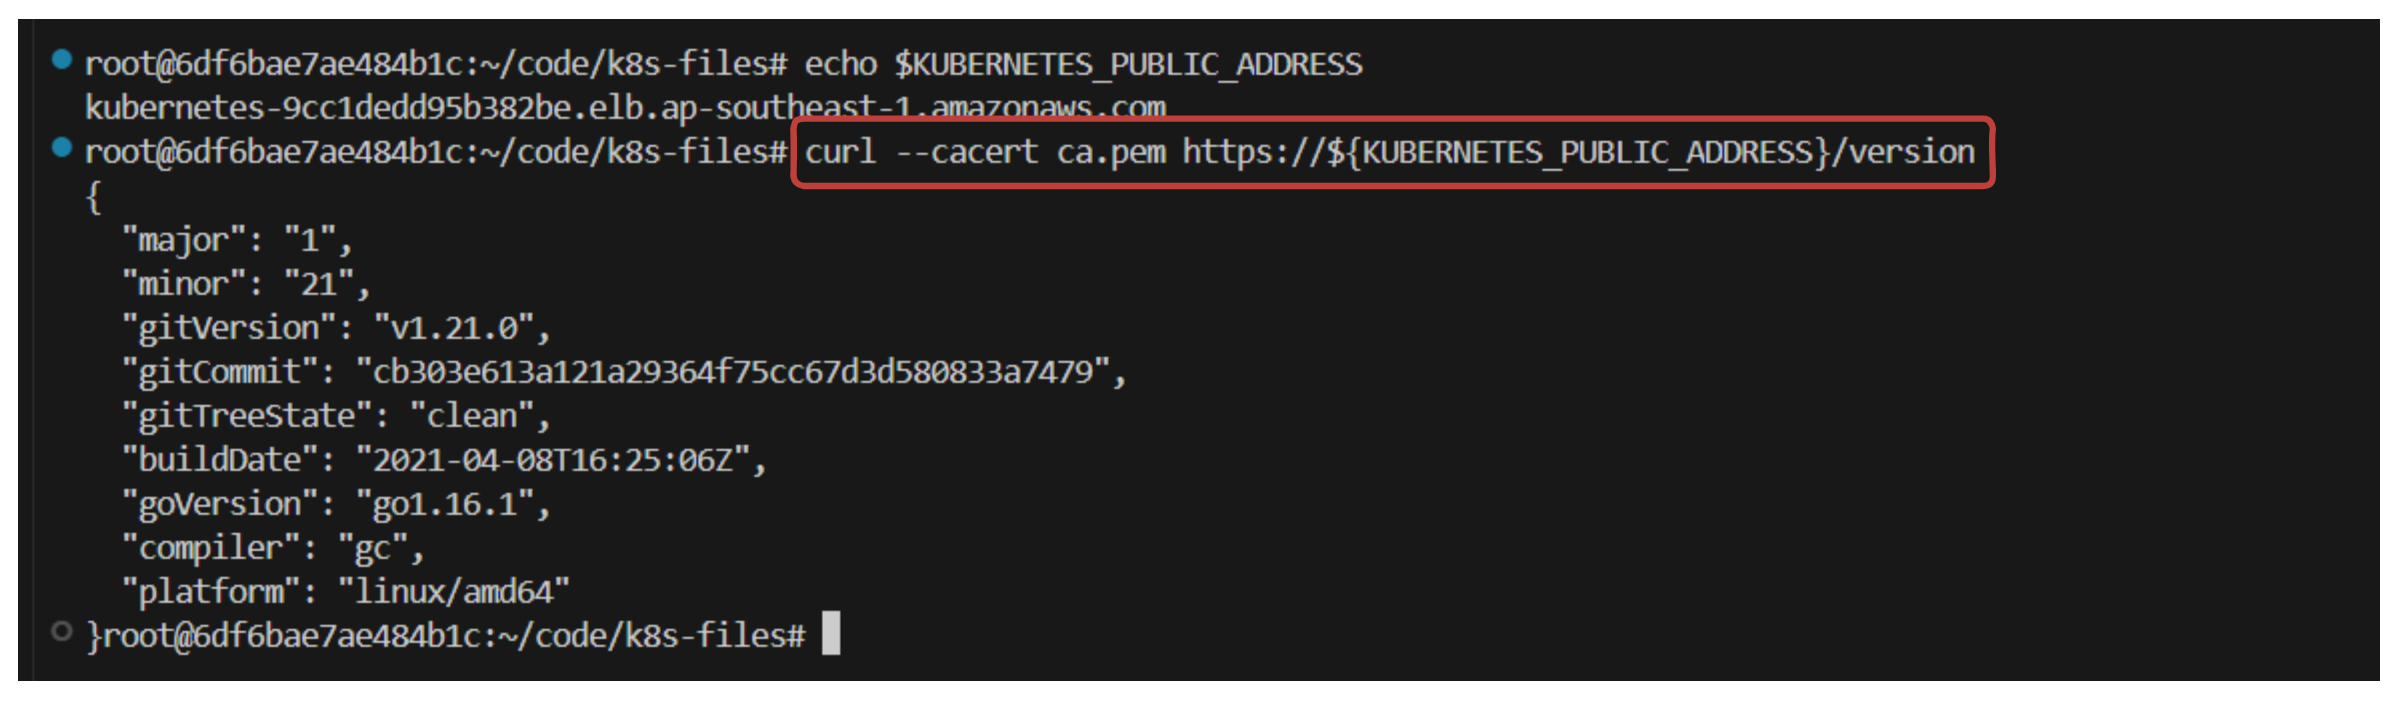 root@6df6bae7ae484b1c:~/code/k8s-files# echo $KUBERNETES_PUBLIC_ADDRESS
kubernetes-9cc1dedd95b382be.elb.ap-southeast-1.amazonaws.com
root@6df6bae7ae484b1c:~/code/k8s-files# curl --cacert ca.pem https://${KUBERNETES_PUBLIC_ADDRESS}/version
{
  "major": "1",
  "minor": "21",
  "gitVersion": "v1.21.0",
  "gitCommit": "cb303e613a121a29364f75cc67d3d580833a7479",
  "gitTreeState": "clean",
  "buildDate": "2021-04-08T16:25:06Z",
  "goVersion": "go1.16.1",
  "compiler": "gc",
  "platform": "linux/amd64"
}root@6df6bae7ae484b1c:~/code/k8s-files#